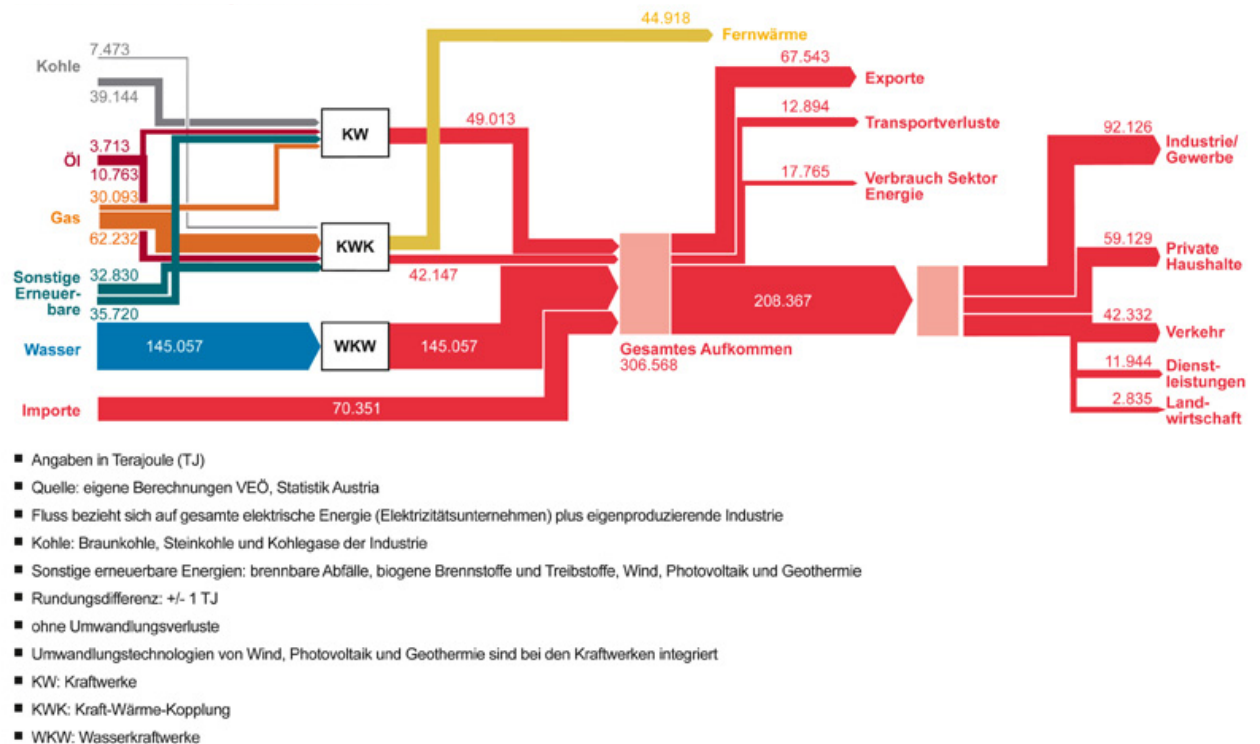 44.918
Fernwärme
7.473
Kohle
39.144
KW
49.013
67.543
Exporte
12.894
Transportverluste
92.126
Industrie/
Gewerbe
Öl
3.713
10.763
17.765
Verbrauch Sektor
Energie
30.093
Gas
62.232
KWK
42.147
59.129
Private
Haushalte
Sonstige
Erneuer-
bare
32.830
35.720
208.367
42.332
Verkehr
Wasser
145.057
WKW
145.057
Gesamtes Aufkommen
306.568
11.944
Dienst-
leistungen
Importe
70.351
2.835
Land-
wirtschaft
▪ Angaben in Terajoule (TJ)
▪ Quelle: eigene Berechnungen VEÖ, Statistik Austria
▪ Fluss bezieht sich auf gesamte elektrische Energie (Elektrizitätsunternehmen) plus eigenproduzierende Industrie
▪ Kohle: Braunkohle, Steinkohle und Kohlegase der Industrie
▪ Sonstige erneuerbare Energien: brennbare Abfälle, biogene Brennstoffe und Treibstoffe, Wind, Photovoltaik und Geothermie
▪ Rundungsdifferenz: +/- 1 TJ
▪ ohne Umwandlungsverluste
▪ Umwandlungstechnologien von Wind, Photovoltaik und Geothermie sind bei den Kraftwerken integriert
▪ KW: Kraftwerke
▪ KWK: Kraft-Wärme-Kopplung
▪ WKW: Wasserkraftwerke